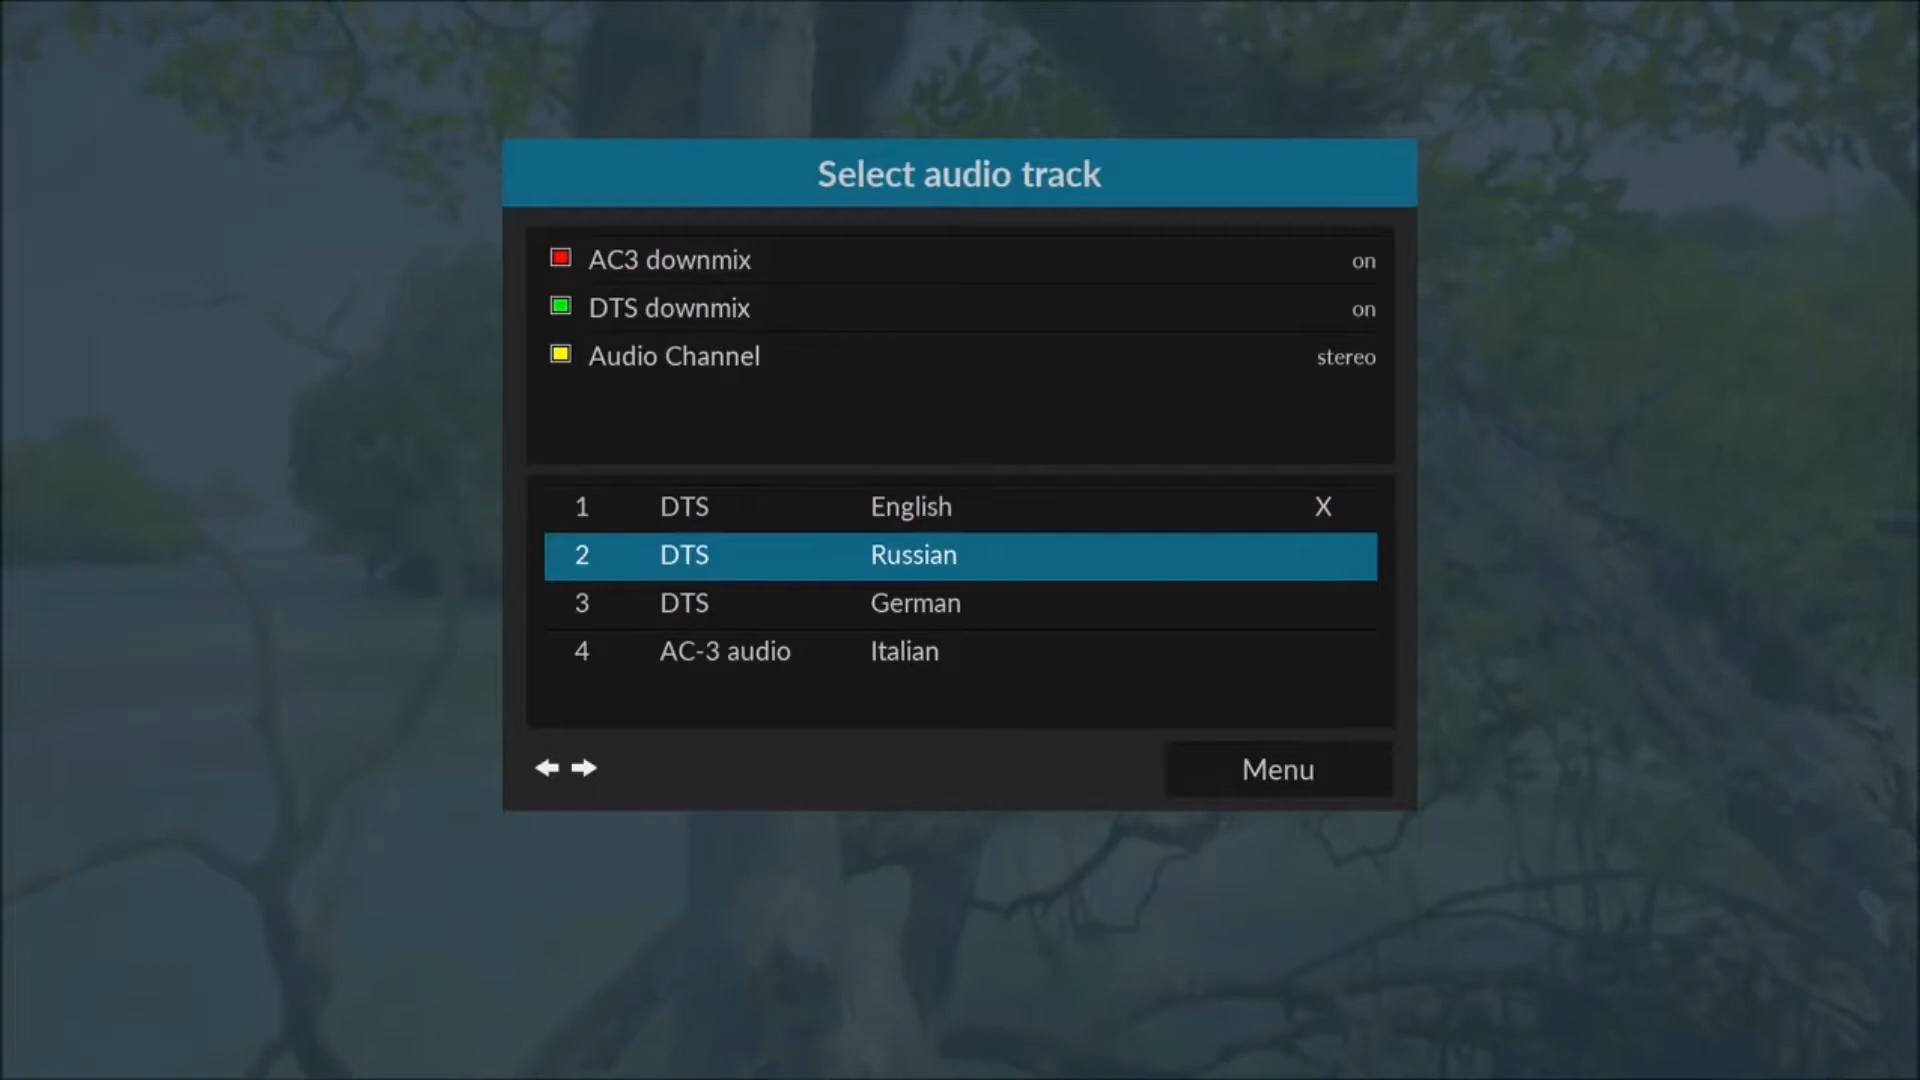 Select audio track
AC3 downmix on
DTS downmix on
Audio Channel stereo
1 DTS English X
2 DTS Russian
3 DTS German
4 AC-3 audio Italian
Menu